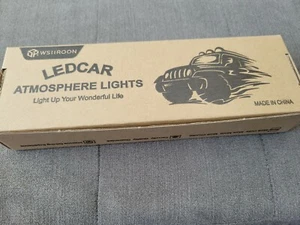 WSIIROON
LEDCAR
ATMOSPHERE LIGHTS
Light Up Your Wonderful Life
MADE IN CHINA